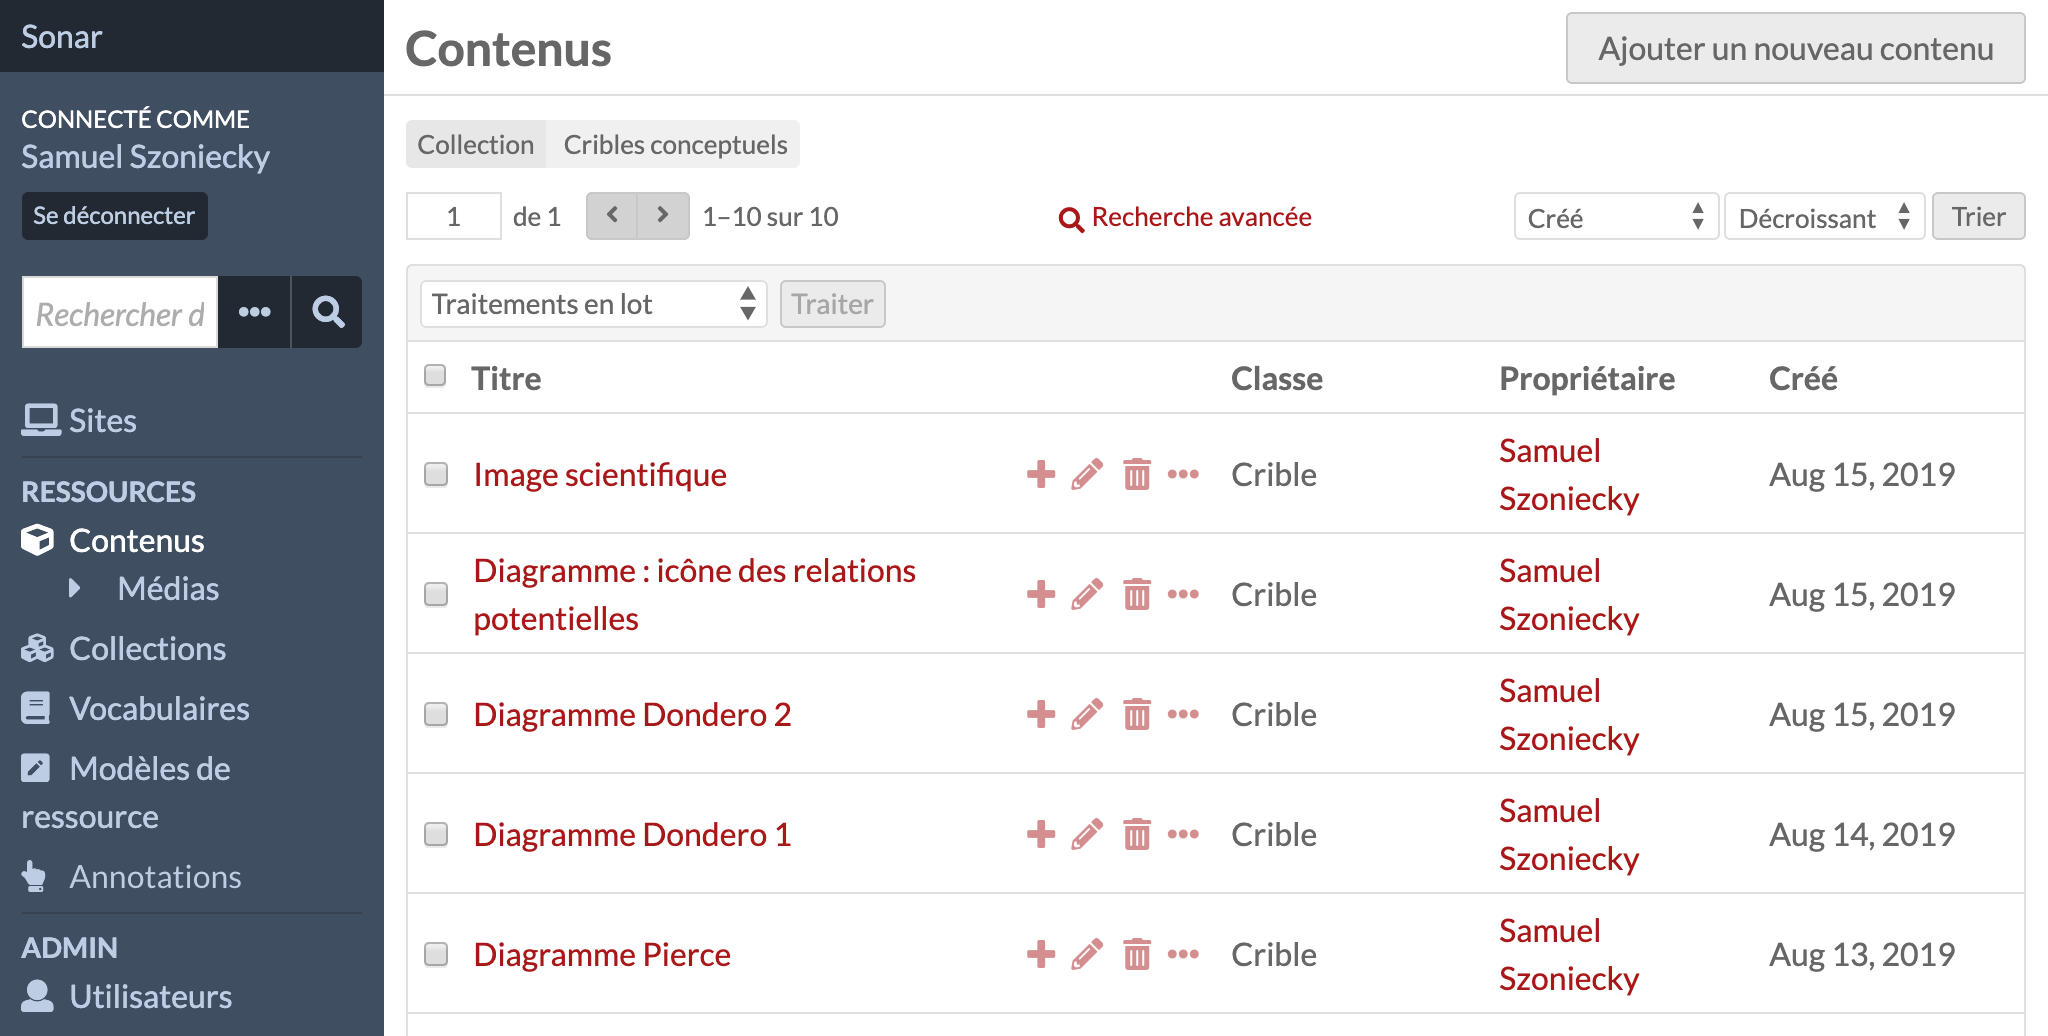 Sonar
CONNECTÉ COMME
Samuel Szoniecky
Se déconnecter
Rechercher d
Sites
RESSOURCES
Contenus
Médias
Collections
Vocabulaires
Modèles de
ressource
Annotations
ADMIN
Utilisateurs
Contenus
Ajouter un nouveau contenu
Collection Cribles conceptuels
1 de 1 1–10 sur 10 Recherche avancée Créé Décroissant Trier
Traitements en lot Traiter
Titre Classe Propriétaire Créé
Image scientifique Crible Samuel Szoniecky Aug 15, 2019
Diagramme : icône des relations potentielles Crible Samuel Szoniecky Aug 15, 2019
Diagramme Dondero 2 Crible Samuel Szoniecky Aug 15, 2019
Diagramme Dondero 1 Crible Samuel Szoniecky Aug 14, 2019
Diagramme Pierce Crible Samuel Szoniecky Aug 13, 2019